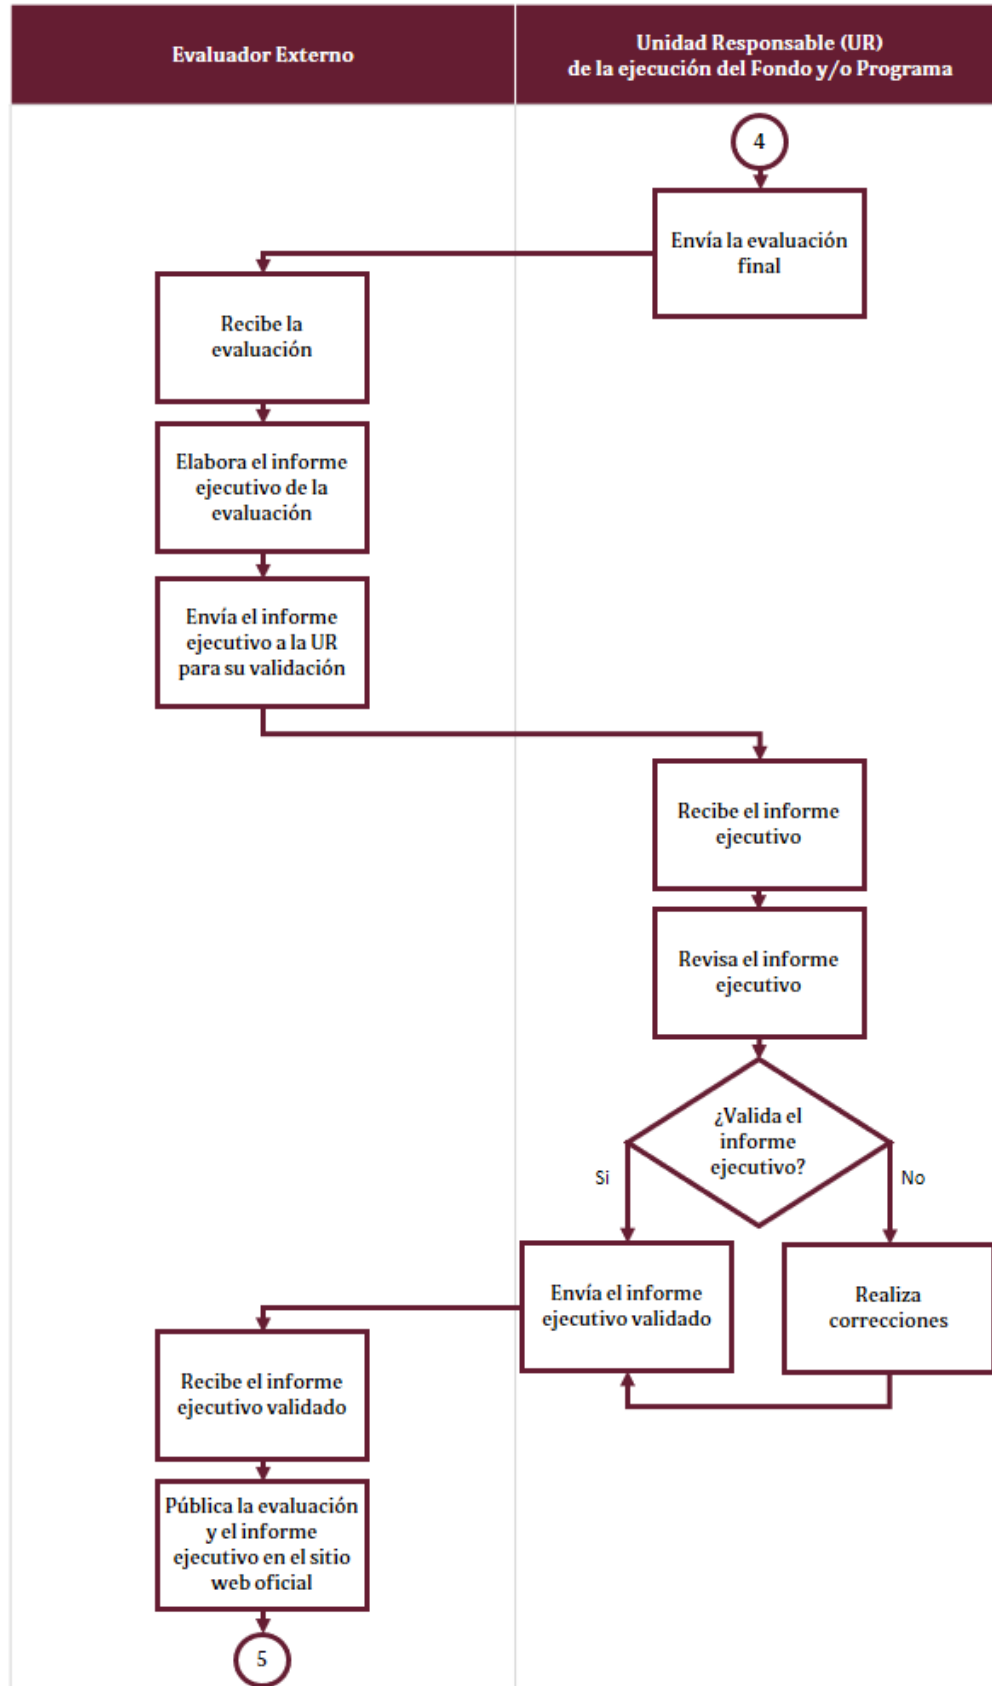 Evaluador Externo
Unidad Responsable (UR)
de la ejecución del Fondo y/o Programa
4
Envía la evaluación
final
Recibe la
evaluación
Elabora el informe
ejecutivo de la
evaluación
Envía el informe
ejecutivo a la UR
para su validación
Recibe el informe
ejecutivo
Revisa el informe
ejecutivo
¿Valida el
informe
ejecutivo?
Si
No
Envía el informe
ejecutivo validado
Realiza
correcciones
Recibe el informe
ejecutivo validado
Pública la evaluación
y el informe
ejecutivo en el sitio
web oficial
5